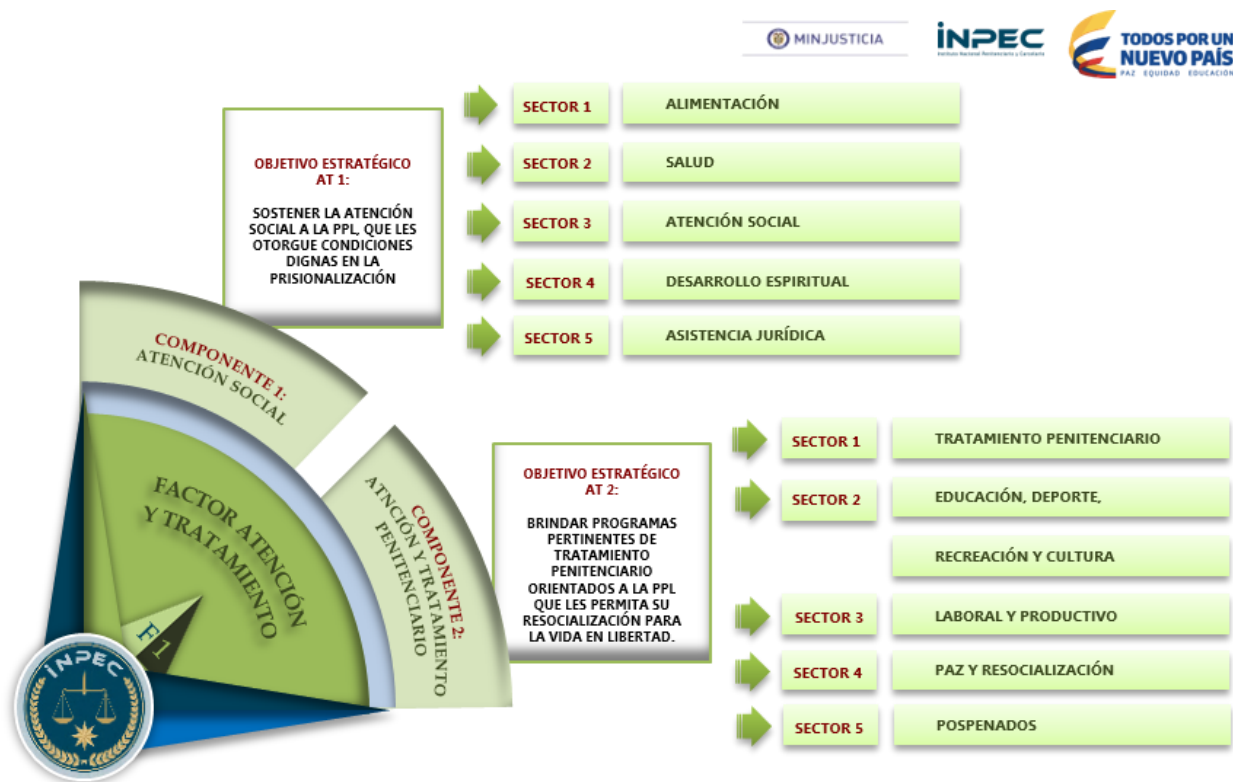 MINJUSTICIA
INPEC
Instituto Nacional Penitenciario y Carcelario
TODOS POR UN
NUEVO PAÍS
PAZ EQUIDAD EDUCACIÓN
OBJETIVO ESTRATÉGICO
AT 1:
SOSTENER LA ATENCIÓN
SOCIAL A LA PPL, QUE LES
OTORGUE CONDICIONES
DIGNAS EN LA
PRISIONALIZACIÓN
SECTOR 1 ALIMENTACIÓN
SECTOR 2 SALUD
SECTOR 3 ATENCIÓN SOCIAL
SECTOR 4 DESARROLLO ESPIRITUAL
SECTOR 5 ASISTENCIA JURÍDICA
COMPONENTE 1:
ATENCIÓN SOCIAL
COMPONENTE 2:
ATNCIÓN Y TRATAMIENTO
PENITENCIARIO
FACTOR ATENCIÓN
Y TRATAMIENTO
F 1
INPEC
OBJETIVO ESTRATÉGICO
AT 2:
BRINDAR PROGRAMAS
PERTINENTES DE
TRATAMIENTO
PENITENCIARIO
ORIENTADOS A LA PPL
QUE LES PERMITA SU
RESOCIALIZACIÓN PARA
LA VIDA EN LIBERTAD.
SECTOR 1 TRATAMIENTO PENITENCIARIO
SECTOR 2 EDUCACIÓN, DEPORTE,
RECREACIÓN Y CULTURA
SECTOR 3 LABORAL Y PRODUCTIVO
SECTOR 4 PAZ Y RESOCIALIZACIÓN
SECTOR 5 POSPENADOS